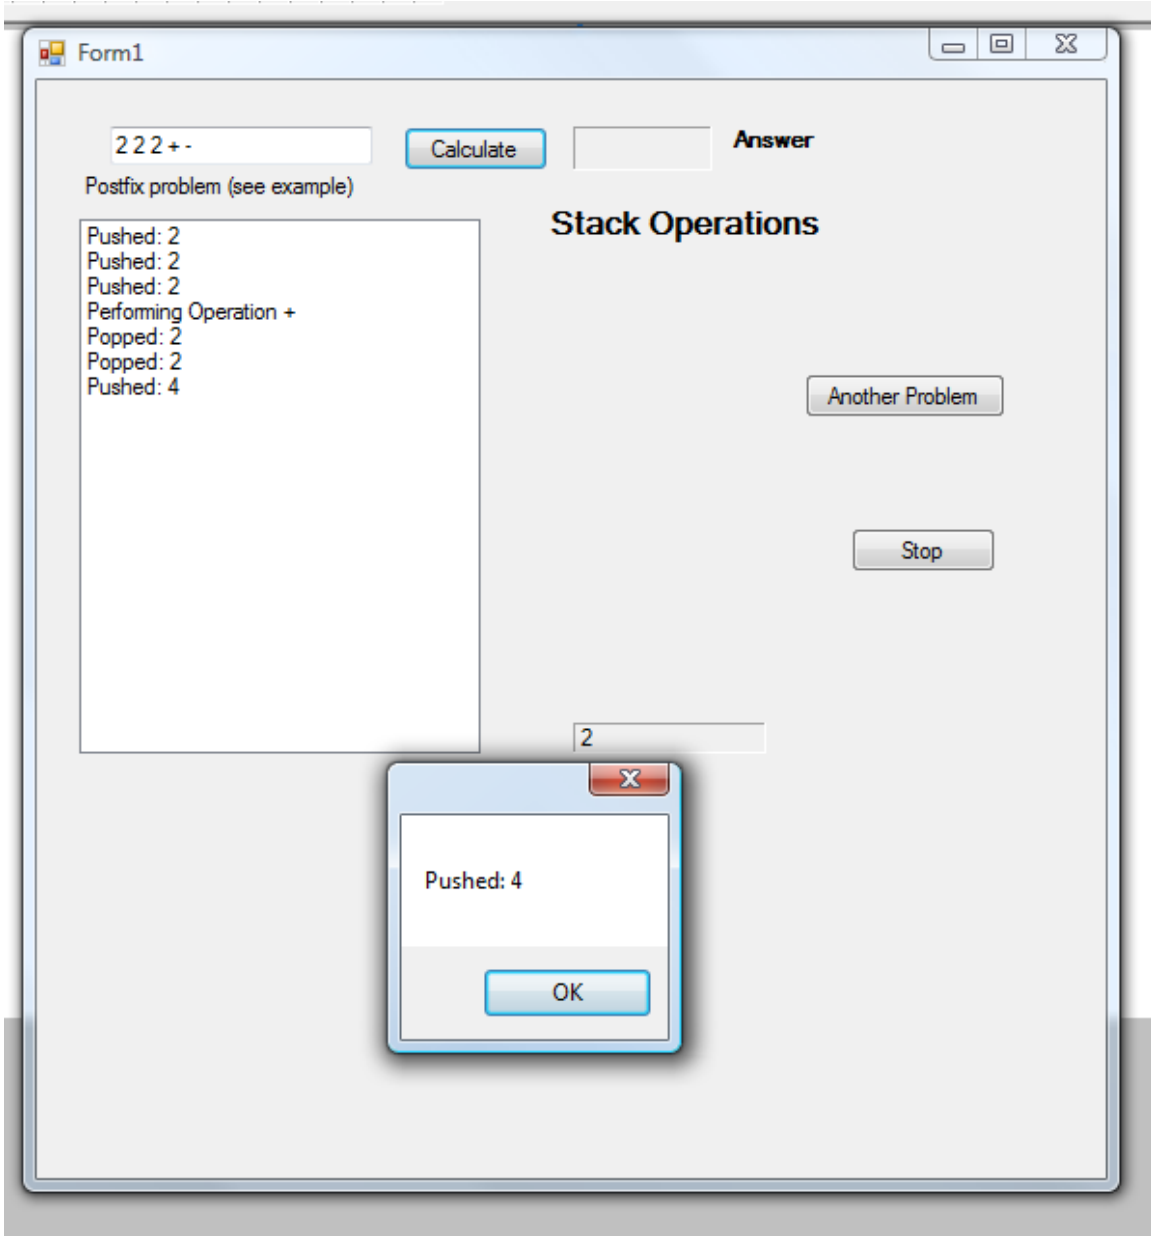 Form1
2 2 2 + -
Calculate
Answer
Postfix problem (see example)
Stack Operations
Pushed: 2
Pushed: 2
Pushed: 2
Performing Operation +
Popped: 2
Popped: 2
Pushed: 4
Another Problem
Stop
2
Pushed: 4
OK